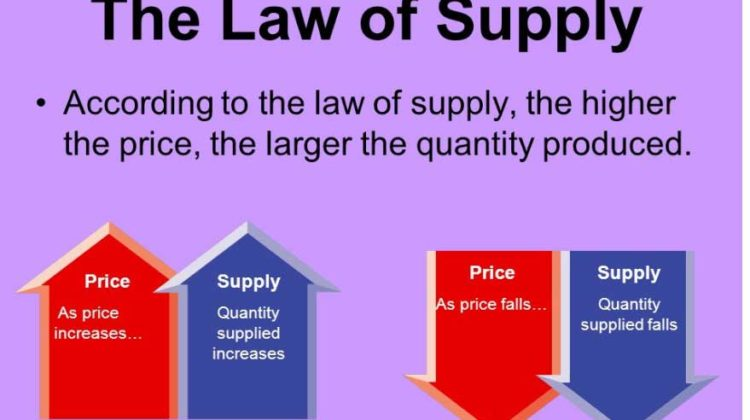 The Law of Supply
• According to the law of supply, the higher
the price, the larger the quantity produced.
Price
As price
increases…
Supply
Quantity
supplied
increases
Price
As price falls…
Supply
Quantity
supplied falls